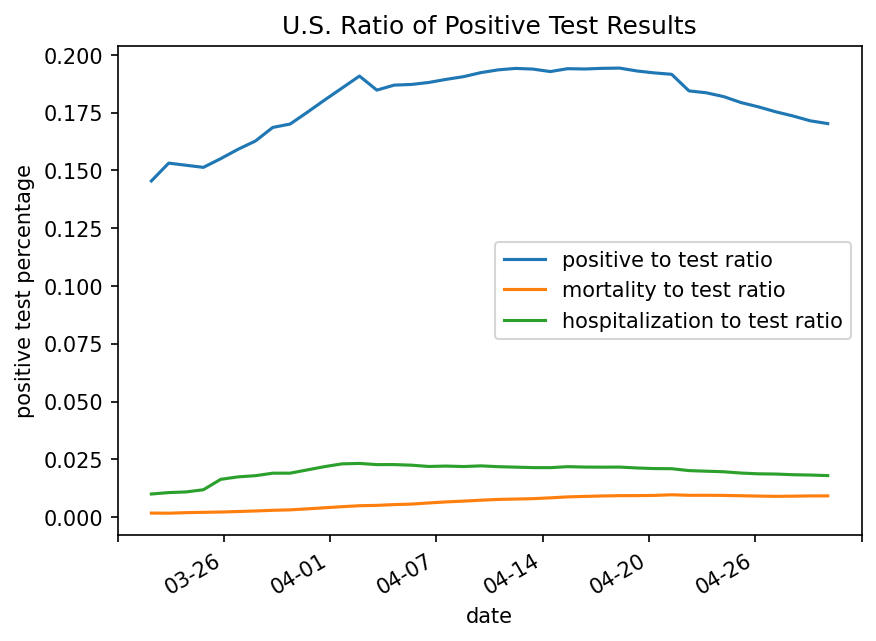 U.S. Ratio of Positive Test Results
0.200
0.175
0.150
0.125
0.100
0.075
0.050
0.025
0.000
positive test percentage
positive to test ratio
mortality to test ratio
hospitalization to test ratio
03-26
04-01
04-07
04-14
04-20
04-26
date